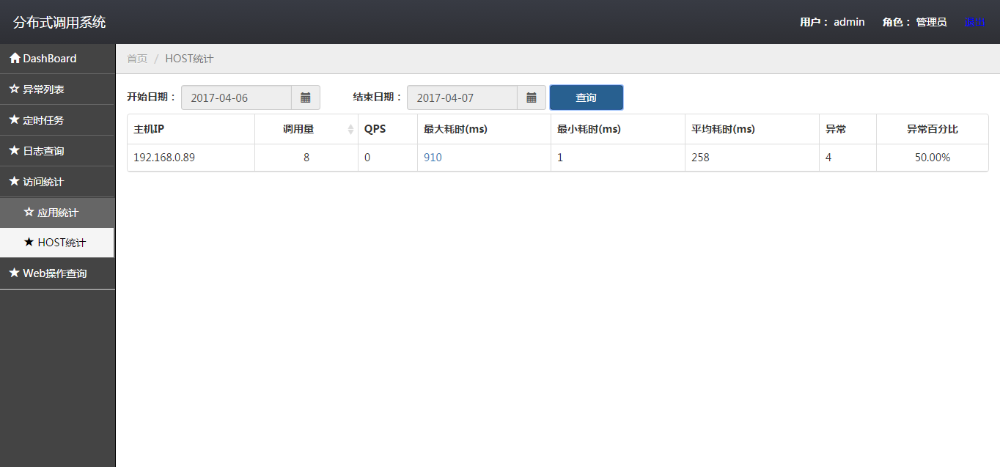 分布式调用系统
用户： admin 角色： 管理员 退出
DashBoard
异常列表
定时任务
日志查询
访问统计
应用统计
HOST统计
Web操作查询
首页 / HOST统计
开始日期： 2017-04-06 结束日期： 2017-04-07 查询
主机IP 调用量 QPS 最大耗时(ms) 最小耗时(ms) 平均耗时(ms) 异常 异常百分比
192.168.0.89 8 0 910 1 258 4 50.00%